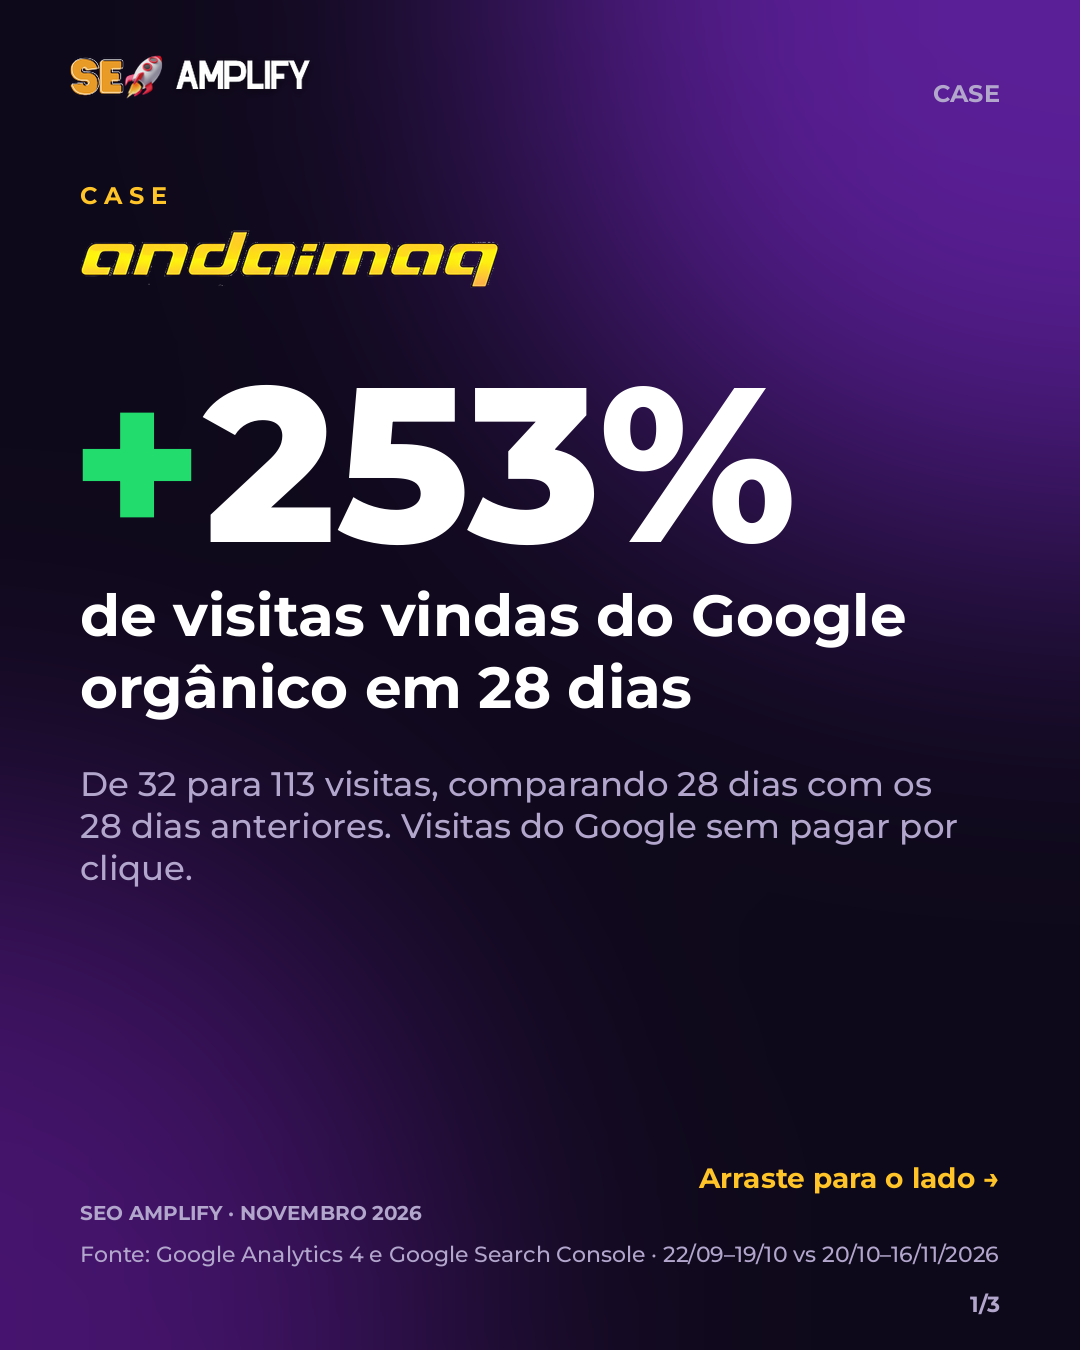 SEO AMPLIFY
CASE
CASE
andaimaq
+253%
de visitas vindas do Google
orgânico em 28 dias
De 32 para 113 visitas, comparando 28 dias com os
28 dias anteriores. Visitas do Google sem pagar por
clique.
Arraste para o lado →
SEO AMPLIFY · NOVEMBRO 2026
Fonte: Google Analytics 4 e Google Search Console · 22/09–19/10 vs 20/10–16/11/2026
1/3